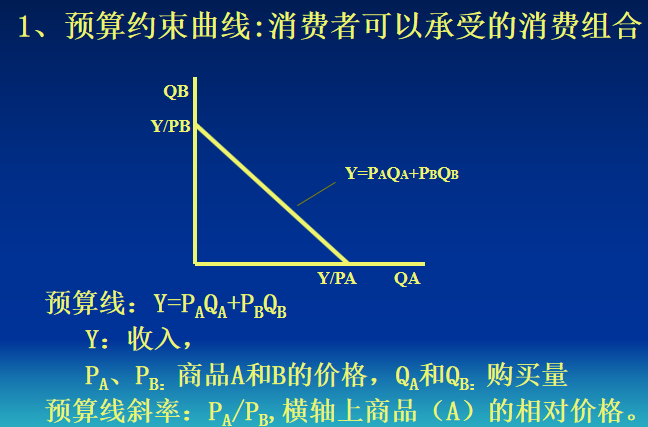 1、预算约束曲线:消费者可以承受的消费组合
QB
Y/PB
Y=PAQA+PBQB
Y/PA
QA
预算线：Y=PAQA+PBQB
Y：收入，
PA、PB：商品A和B的价格，QA和QB：购买量
预算线斜率：PA/PB,横轴上商品（A）的相对价格。